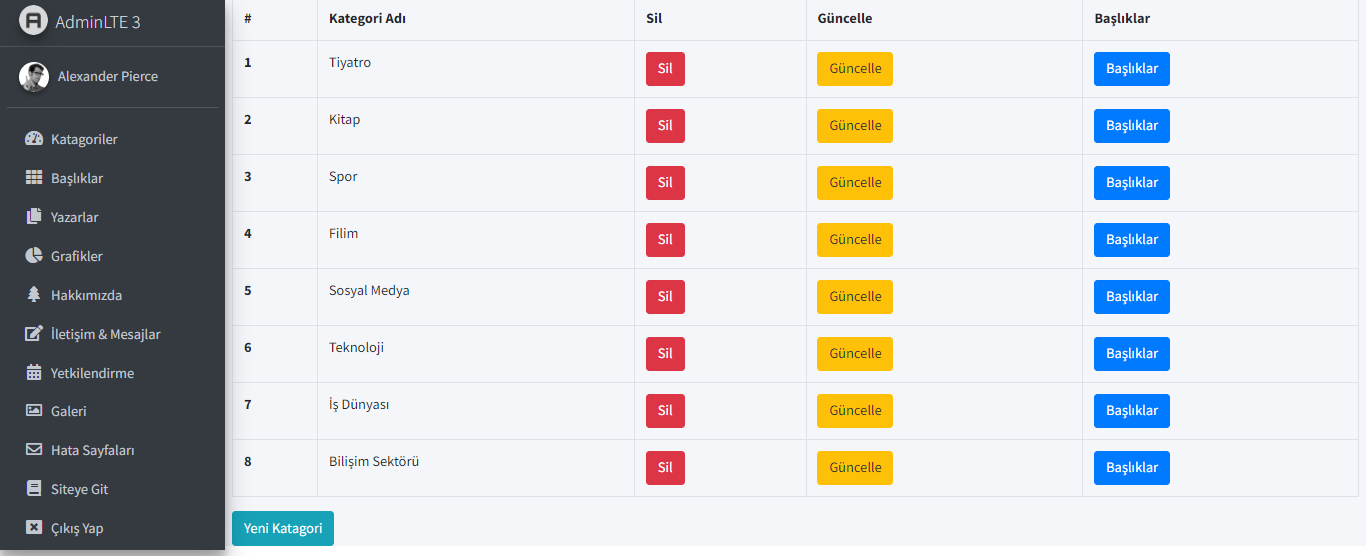 AdminLTE 3
Alexander Pierce
Katagoriler
Başlıklar
Yazarlar
Grafikler
Hakkımızda
İletişim & Mesajlar
Yetkilendirme
Galeri
Hata Sayfaları
Siteye Git
Çıkış Yap
# Kategori Adı Sil Güncelle Başlıklar
1 Tiyatro Sil Güncelle Başlıklar
2 Kitap Sil Güncelle Başlıklar
3 Spor Sil Güncelle Başlıklar
4 Filim Sil Güncelle Başlıklar
5 Sosyal Medya Sil Güncelle Başlıklar
6 Teknoloji Sil Güncelle Başlıklar
7 İş Dünyası Sil Güncelle Başlıklar
8 Bilişim Sektörü Sil Güncelle Başlıklar
Yeni Katagori